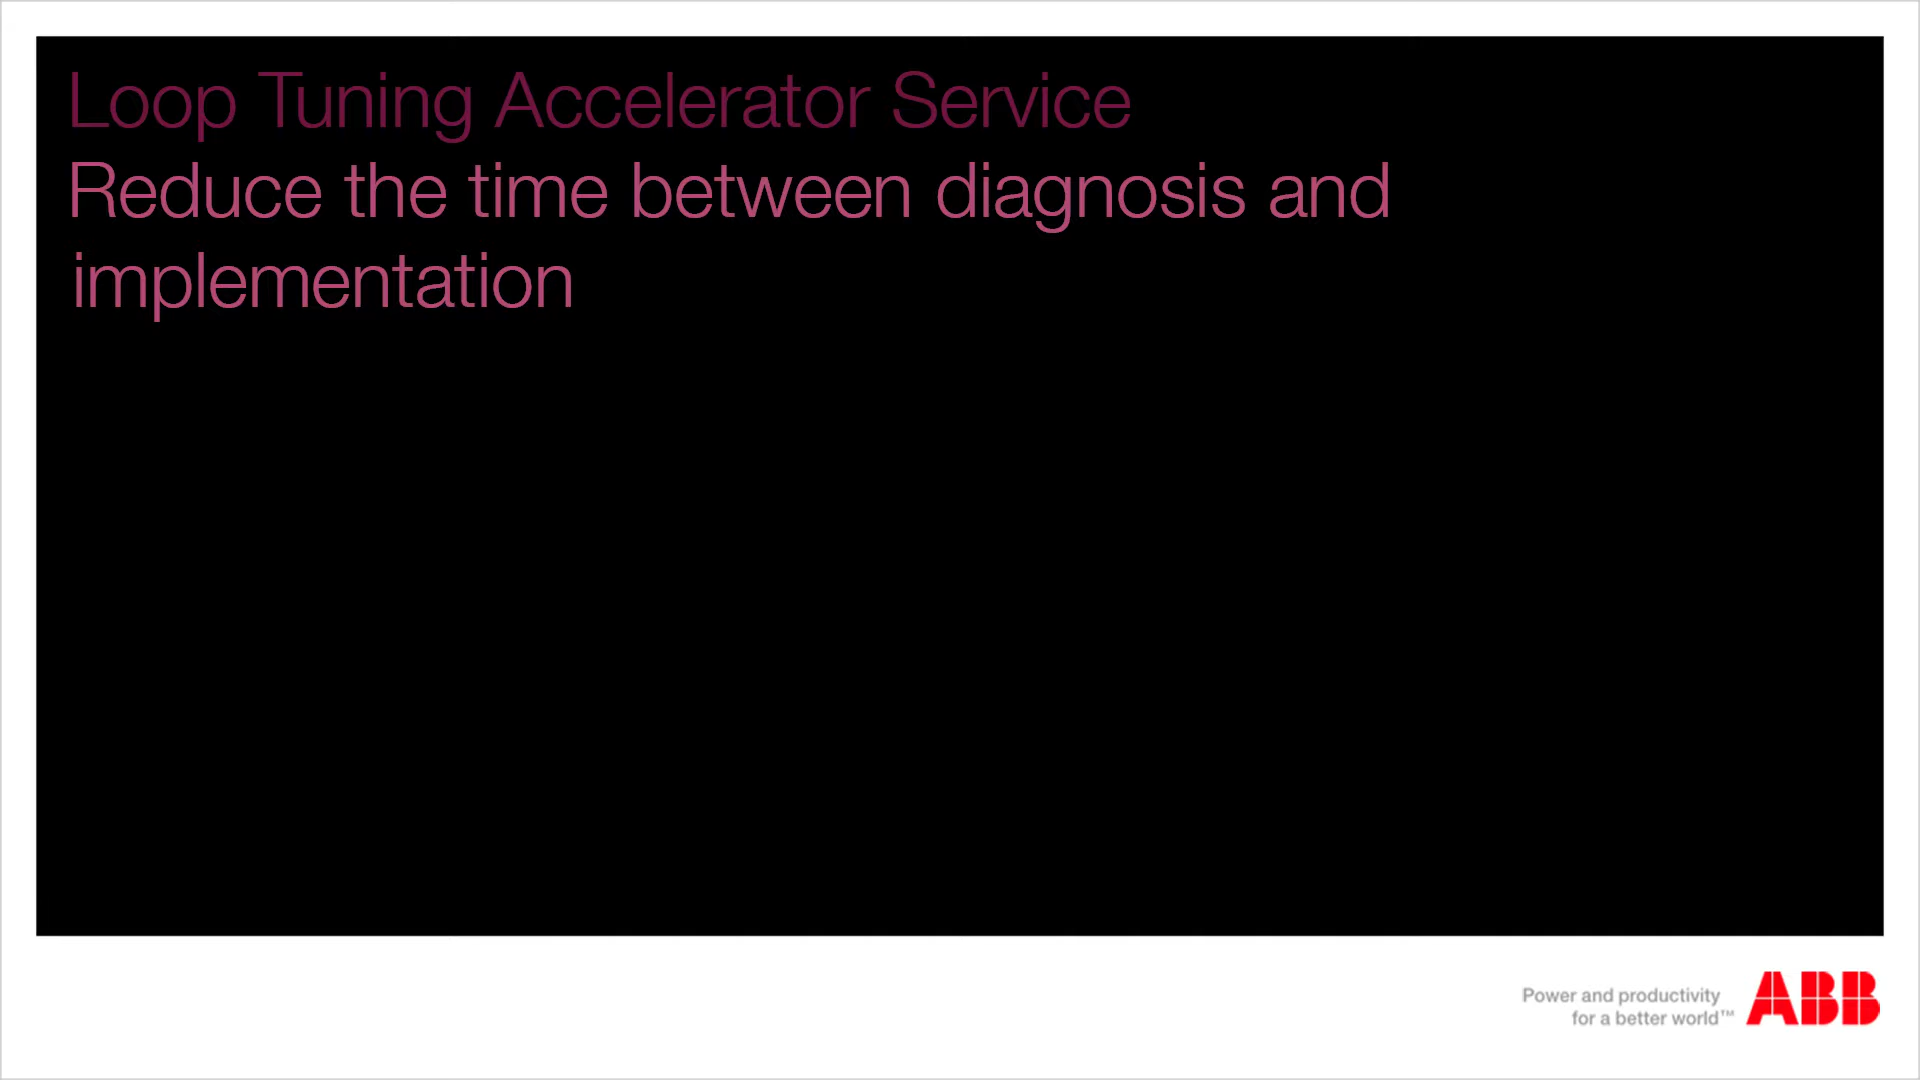 Loop Tuning Accelerator Service
Reduce the time between diagnosis and
implementation
Power and productivity
for a better world™
ABB